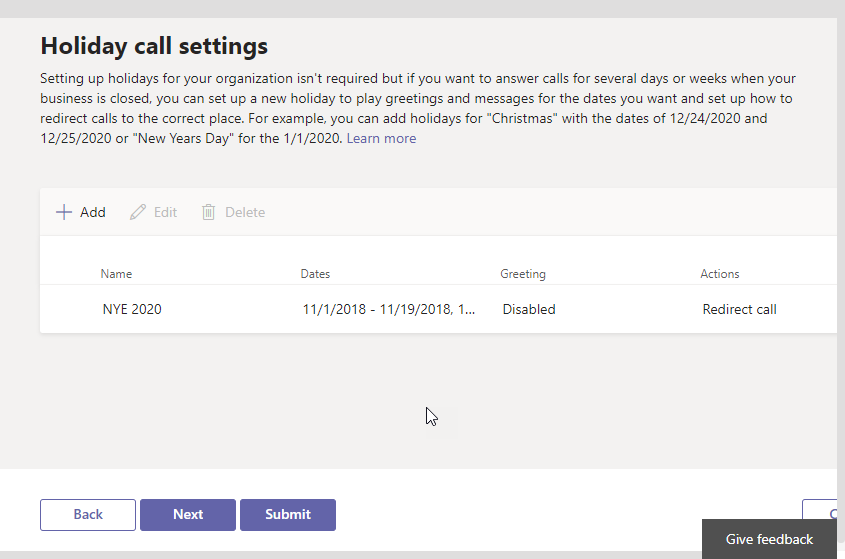 Holiday call settings
Setting up holidays for your organization isn't required but if you want to answer calls for several days or weeks when your
business is closed, you can set up a new holiday to play greetings and messages for the dates you want and set up how to
redirect calls to the correct place. For example, you can add holidays for "Christmas" with the dates of 12/24/2020 and
12/25/2020 or "New Years Day" for the 1/1/2020. Learn more
Add Edit Delete
Name Dates Greeting Actions
NYE 2020 11/1/2018 - 11/19/2018, 1... Disabled Redirect call
Back Next Submit
Give feedback